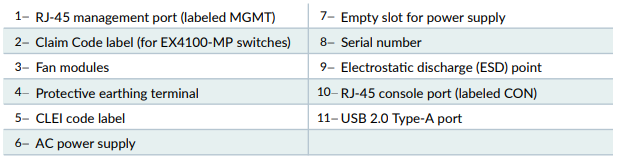 1– RJ-45 management port (labeled MGMT)
2– Claim Code label (for EX4100-MP switches)
3– Fan modules
4– Protective earthing terminal
5– CLEI code label
6– AC power supply
7– Empty slot for power supply
8– Serial number
9– Electrostatic discharge (ESD) point
10– RJ-45 console port (labeled CON)
11– USB 2.0 Type-A port